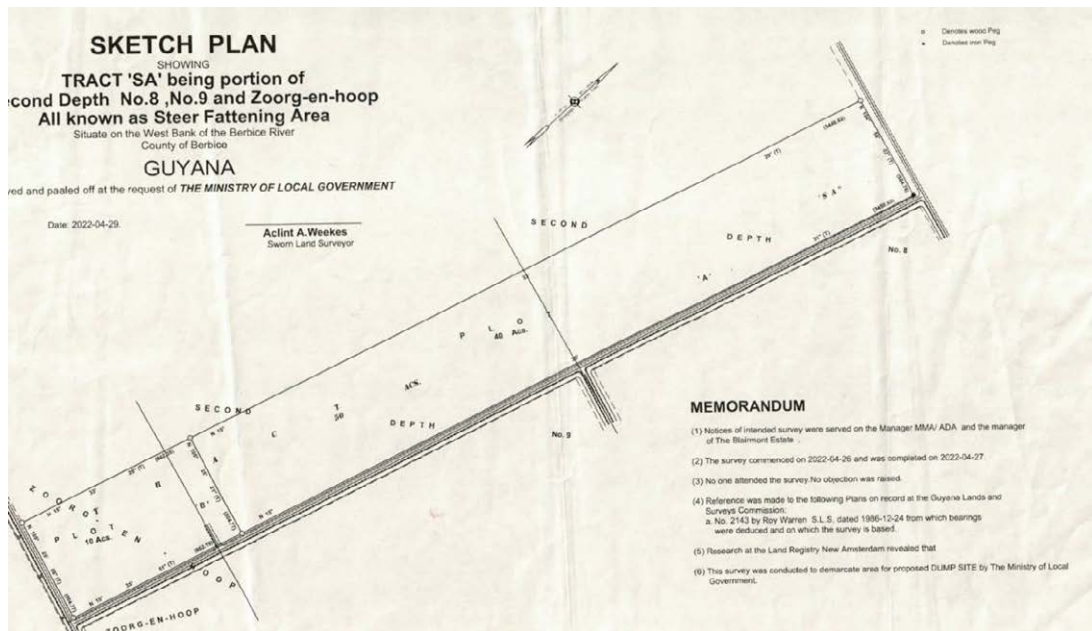 SKETCH PLAN
SHOWING
TRACT 'SA' being portion of
cond Depth No.8 ,No.9 and Zoorg-en-hoop
All known as Steer Fattening Area
Situate on the West Bank of the Berbice River
County of Berbice
GUYANA
yed and paaled off at the request of THE MINISTRY OF LOCAL GOVERNMENT
Date: 2022-04-29.
Aclint A.Weekes
Sworn Land Surveyor
Denotes wood Peg
Denotes iron Peg
SECOND
DEPTH
'SA'
'A'
No. 8
PLOT
40 Acs.
ACS.
SECOND
DEPTH
No. 9
50
PLOT
10 Acs.
'B'
ZOORG-EN-HOOP
MEMORANDUM
(1) Notices of intended survey were served on the Manager MMA/ ADA and the manager
of The Blairmont Estate .
(2) The survey commenced on 2022-04-26 and was completed on 2022-04-27.
(3) No one attended the survey.No objection was raised.
(4) Reference was made to the following Plans on record at the Guyana Lands and
Surveys Commission:
a. No. 2143 by Roy Warren S.L.S. dated 1986-12-24 from which bearings
were deduced and on which the survey is based.
(5) Research at the Land Registry New Amsterdam revealed that
(6) This survey was conducted to demarcate area for proposed DUMP SITE by The Ministry of Local
Government.